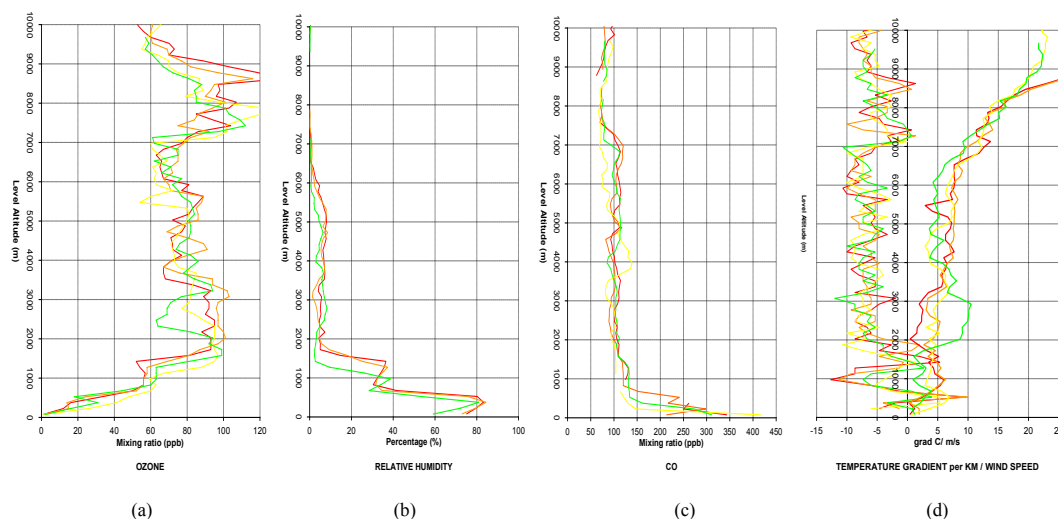 10000
9000
8000
7000
6000
5000
4000
3000
2000
1000
0
Level Altitude (m)
0 20 40 60 80 100 120
Mixing ratio (ppb)
OZONE
(a)
10000
9000
8000
7000
6000
5000
4000
3000
2000
1000
0
Level Altitude (m)
0 20 40 60 80 100
Percentage (%)
RELATIVE HUMIDITY
(b)
10000
9000
8000
7000
6000
5000
4000
3000
2000
1000
0
Level Altitude (m)
0 50 100 150 200 250 300 350 400 450
Mixing ratio (ppb)
CO
(c)
10000
9000
8000
7000
6000
5000
4000
3000
2000
1000
0
Level Altitude (m)
-15 -10 -5 0 5 10 15 20 25
grad C/ m/s
TEMPERATURE GRADIENT per KM / WIND SPEED
(d)